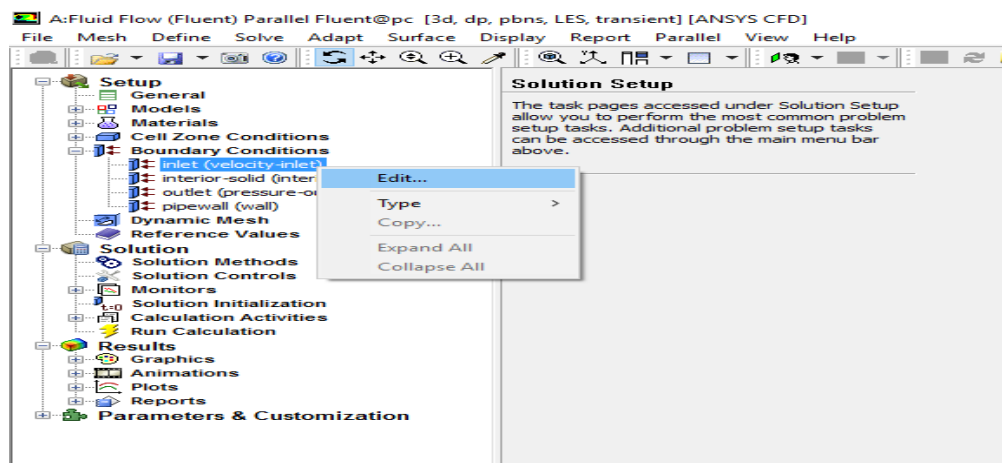 A:Fluid Flow (Fluent) Parallel Fluent@pc [3d, dp, pbns, LES, transient] [ANSYS CFD]
File Mesh Define Solve Adapt Surface Display Report Parallel View Help
Setup
General
Models
Materials
Cell Zone Conditions
Boundary Conditions
inlet (velocity-inlet)
interior-solid (inter
outlet (pressure-ou
pipewall (wall)
Dynamic Mesh
Reference Values
Solution
Solution Methods
Solution Controls
Monitors
t=0 Solution Initialization
Calculation Activities
Run Calculation
Results
Graphics
Animations
Plots
Reports
Parameters & Customization
Edit...
Type >
Copy...
Expand All
Collapse All
Solution Setup
The task pages accessed under Solution Setup
allow you to perform the most common problem
setup tasks. Additional problem setup tasks
can be accessed through the main menu bar
above.